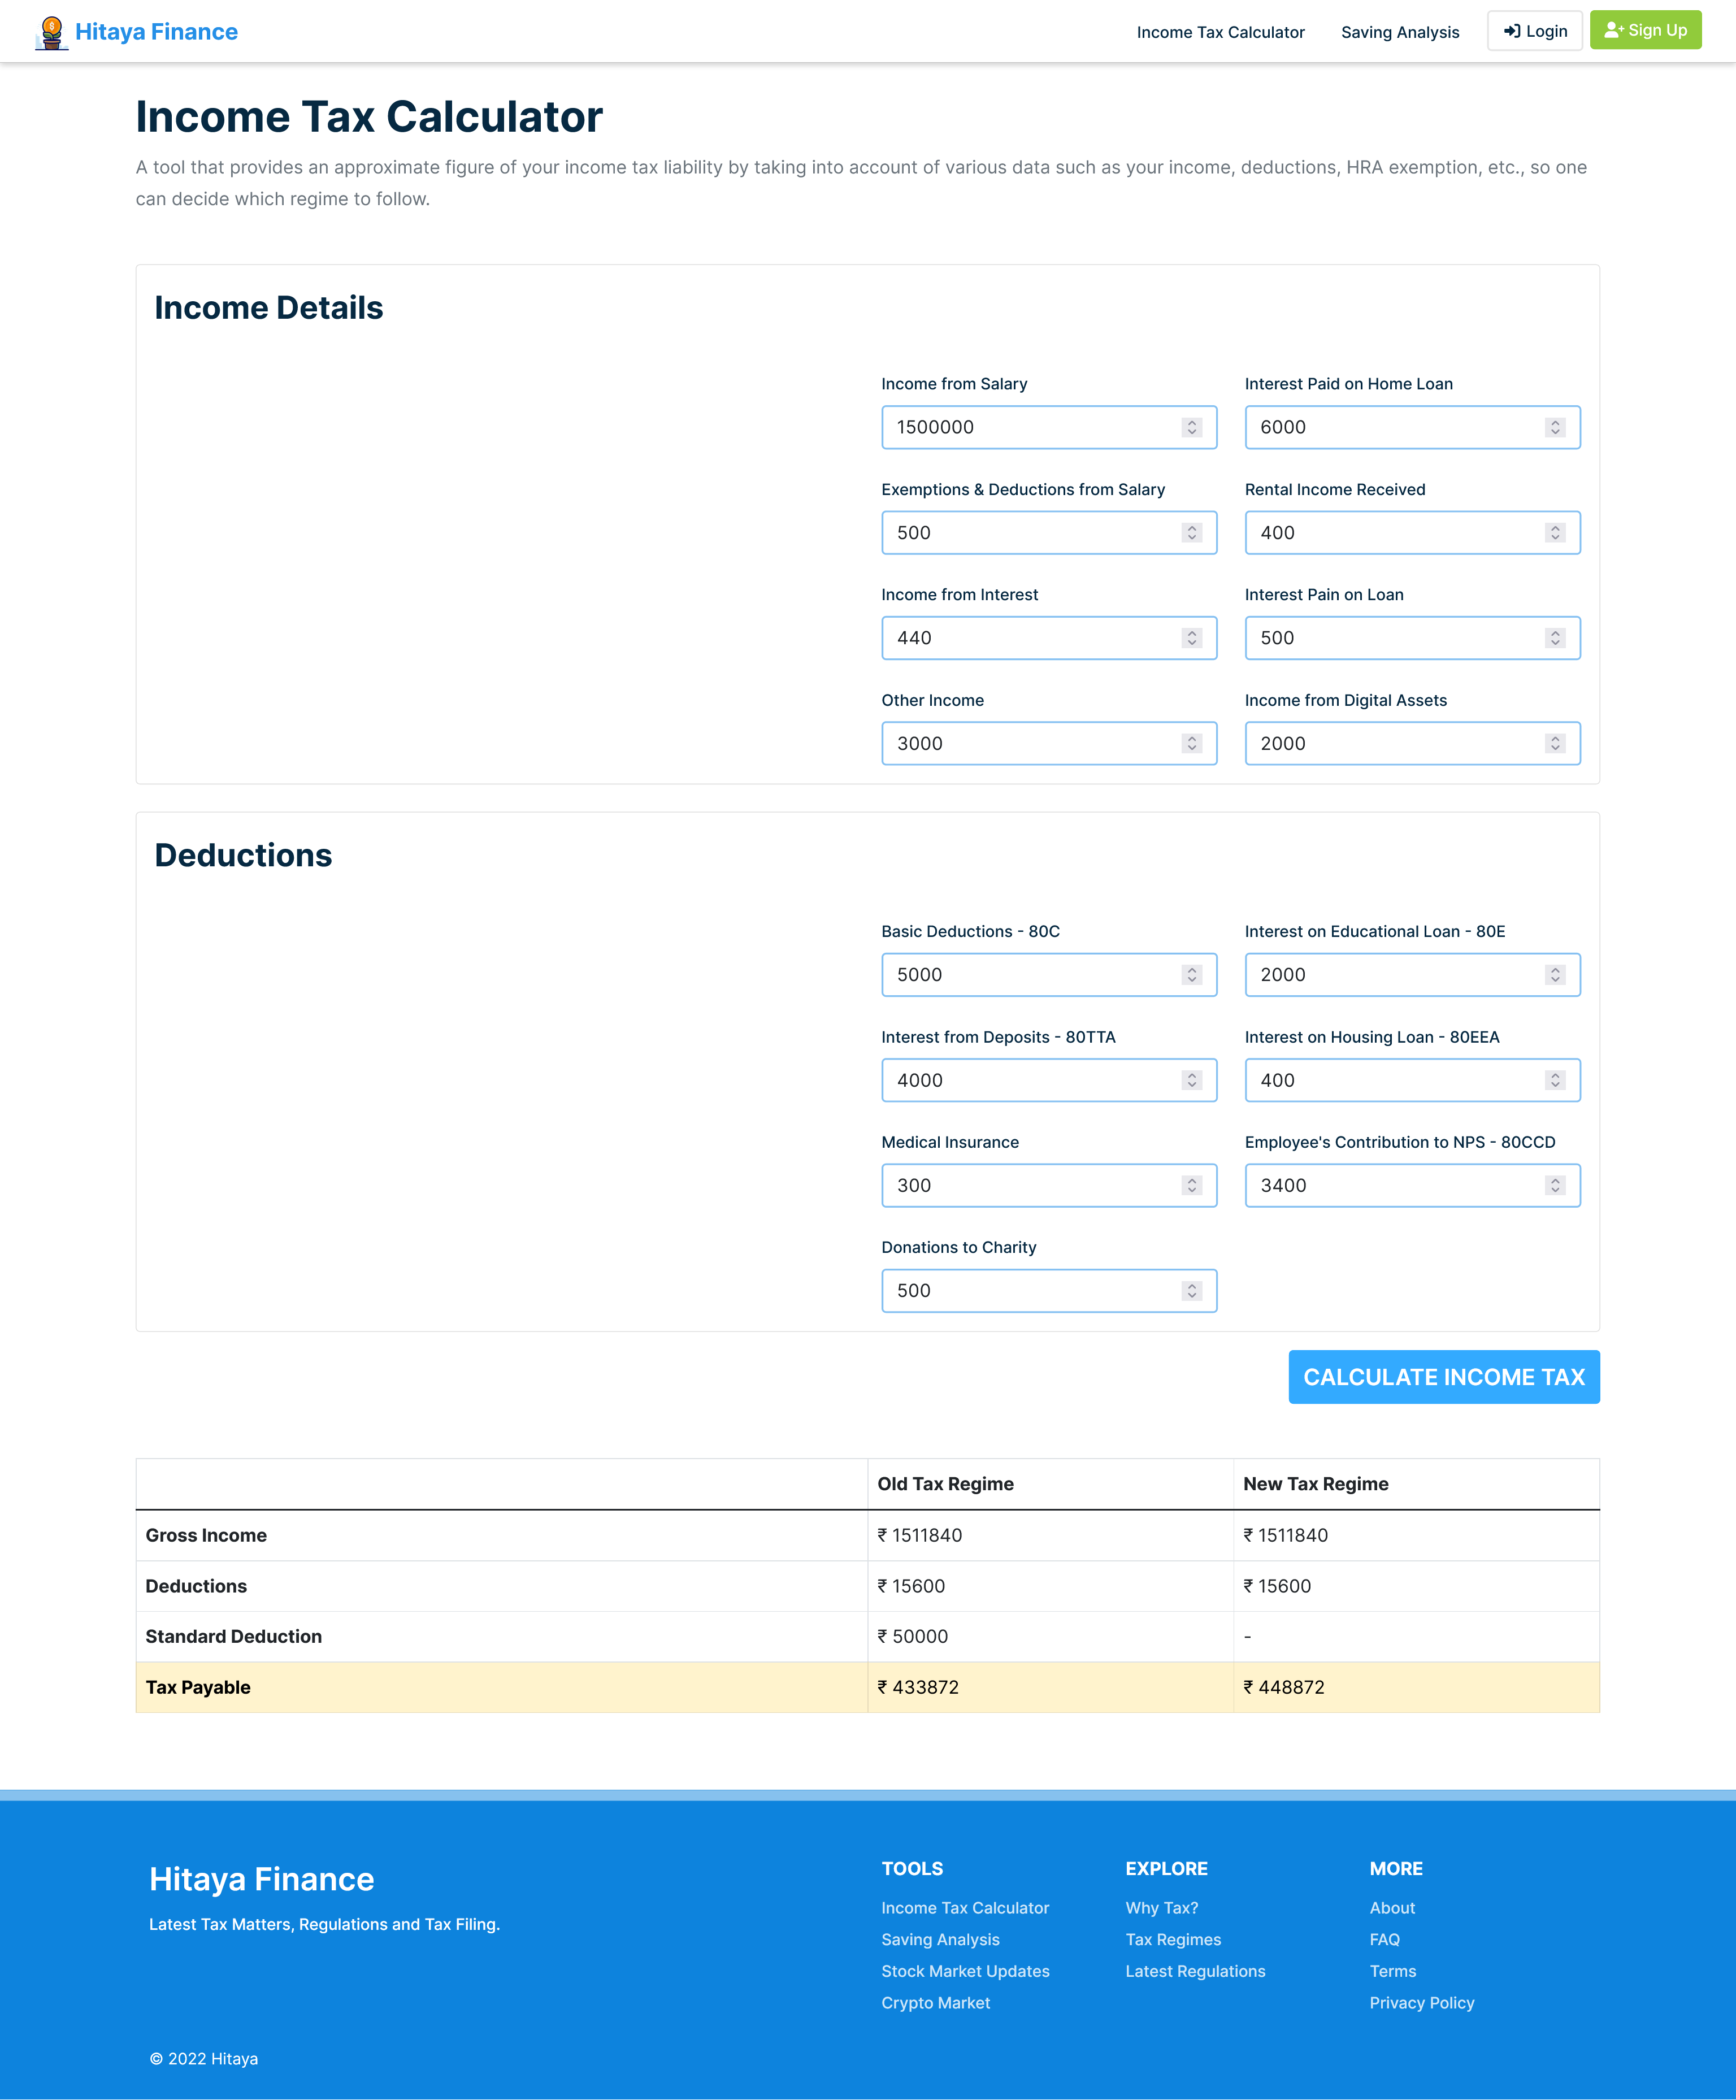 Hitaya Finance
Income Tax Calculator
Saving Analysis
Login
Sign Up
Income Tax Calculator
A tool that provides an approximate figure of your income tax liability by taking into account of various data such as your income, deductions, HRA exemption, etc., so one
can decide which regime to follow.
Income Details
Income from Salary
Interest Paid on Home Loan
1500000
6000
Exemptions & Deductions from Salary
Rental Income Received
500
400
Income from Interest
Interest Pain on Loan
440
500
Other Income
Income from Digital Assets
3000
2000
Deductions
Basic Deductions - 80C
Interest on Educational Loan - 80E
5000
2000
Interest from Deposits - 80TTA
Interest on Housing Loan - 80EEA
4000
400
Medical Insurance
Employee's Contribution to NPS - 80CCD
300
3400
Donations to Charity
500
CALCULATE INCOME TAX
Old Tax Regime
New Tax Regime
Gross Income
₹ 1511840
₹ 1511840
Deductions
₹ 15600
₹ 15600
Standard Deduction
₹ 50000
-
Tax Payable
₹ 433872
₹ 448872
Hitaya Finance
Latest Tax Matters, Regulations and Tax Filing.
TOOLS
Income Tax Calculator
Saving Analysis
Stock Market Updates
Crypto Market
EXPLORE
Why Tax?
Tax Regimes
Latest Regulations
MORE
About
FAQ
Terms
Privacy Policy
© 2022 Hitaya